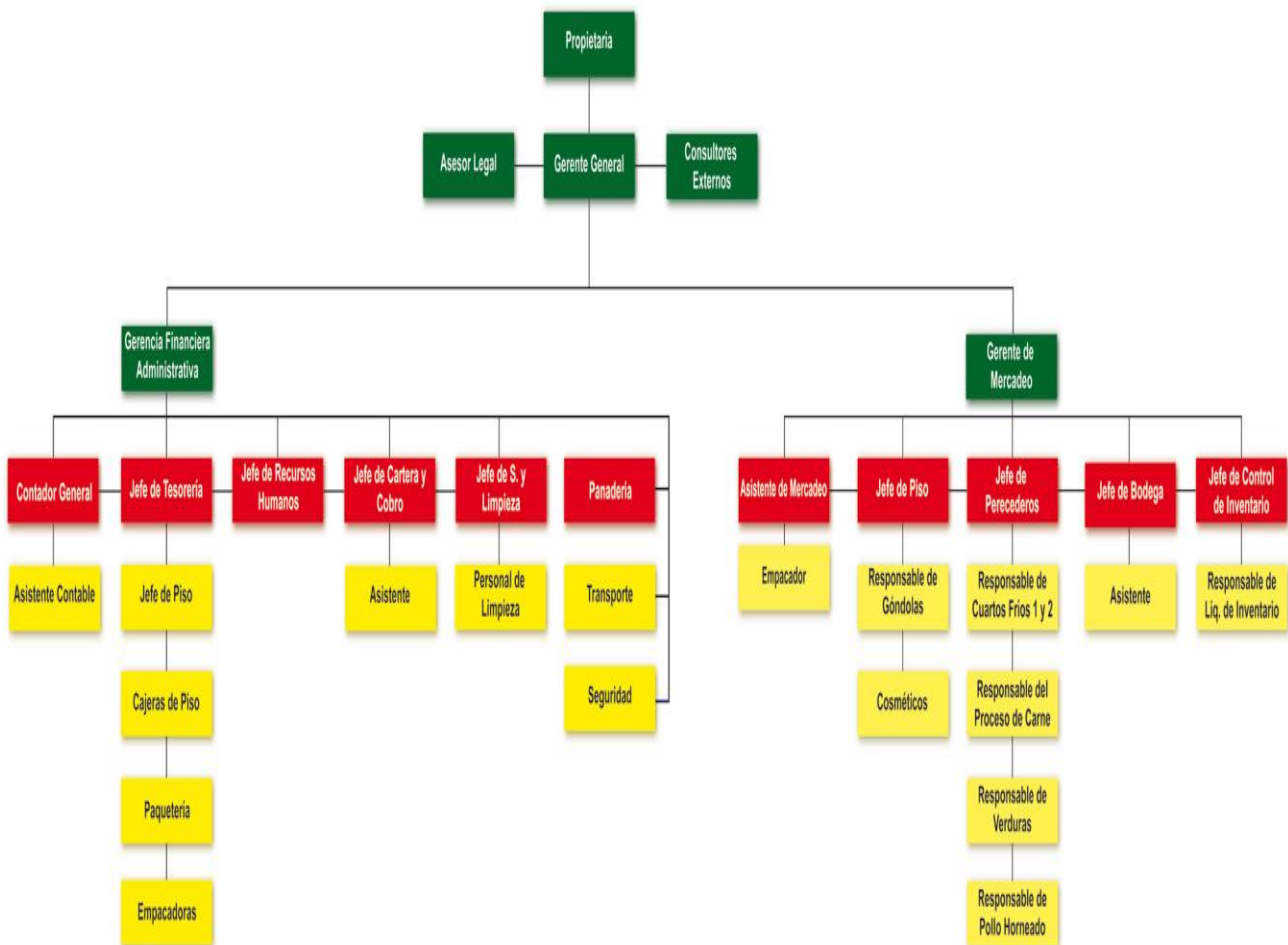 Propietaria
Asesor Legal
Gerente General
Consultores
Externos
Gerencia Financiera
Administrativa
Gerente de
Mercadeo
Contador General
Jefe de Tesorería
Jefe de Recursos
Humanos
Jefe de Cartera y
Cobro
Jefe de S. y
Limpieza
Panadería
Asistente de Mercadeo
Jefe de Piso
Jefe de
Perecederos
Jefe de Bodega
Jefe de Control
de Inventario
Asistente Contable
Jefe de Piso
Asistente
Personal de
Limpieza
Transporte
Empacador
Responsable de
Góndolas
Responsable de
Cuartos Fríos 1 y 2
Asistente
Responsable de
Liq. de Inventario
Cajeras de Piso
Seguridad
Cosméticos
Responsable del
Proceso de Carne
Paquetería
Responsable de
Verduras
Empacadoras
Responsable de
Pollo Horneado